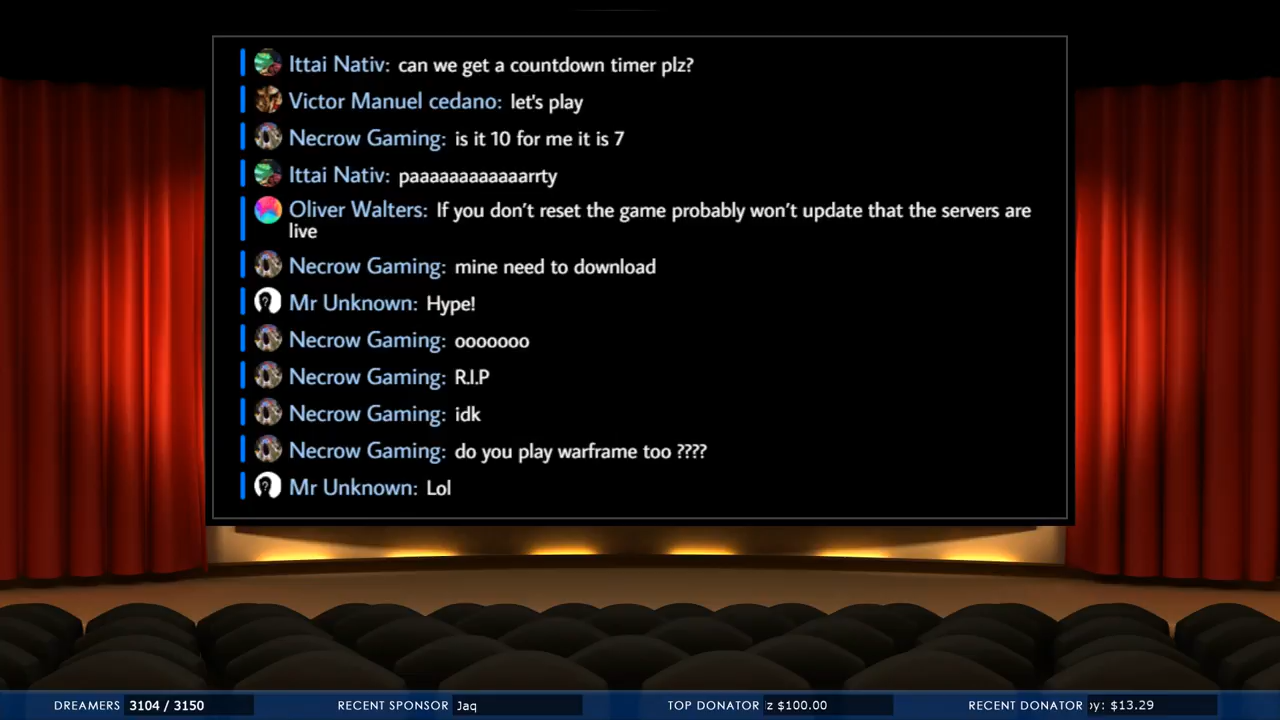 Ittai Nativ: can we get a countdown timer plz?
Victor Manuel cedano: let's play
Necrow Gaming: is it 10 for me it is 7
Ittai Nativ: paaaaaaaaaaaarrty
Oliver Walters: If you don't reset the game probably won't update that the servers are
live
Necrow Gaming: mine need to download
Mr Unknown: Hype!
Necrow Gaming: ooooooo
Necrow Gaming: R.I.P
Necrow Gaming: idk
Necrow Gaming: do you play warframe too ????
Mr Unknown: Lol
DREAMERS 3104 / 3150 RECENT SPONSOR Jaq TOP DONATOR z $100.00 RECENT DONATOR by: $13.29